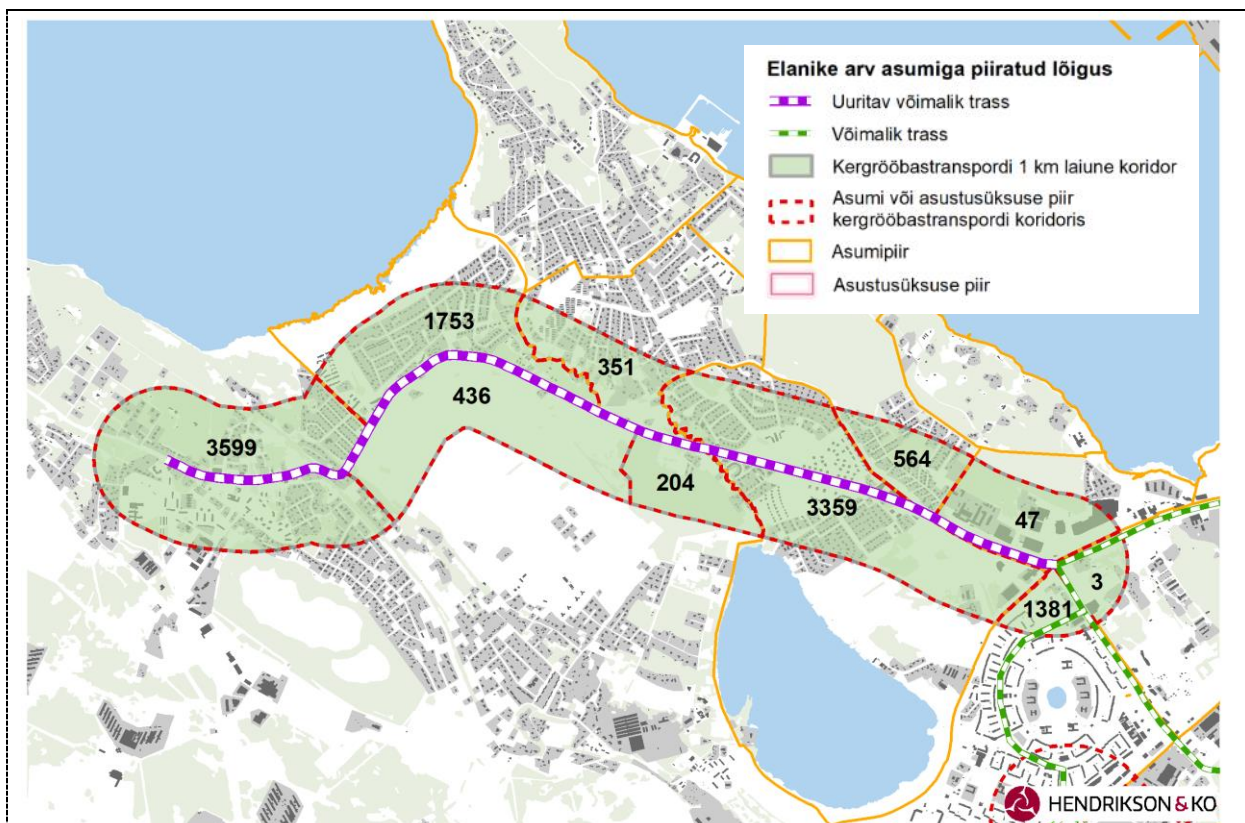 Elanike arv asumiga piiratud lõigus
Uuritav võimalik trass
Võimalik trass
Kergrööbastranspordi 1 km laiune koridor
Asumi või asustusüksuse piir
kergrööbastranspordi koridoris
Asumipiir
Asustusüksuse piir
1753
351
436
3599
564
204
3359
47
3
1381
HENDRIKSON & KO